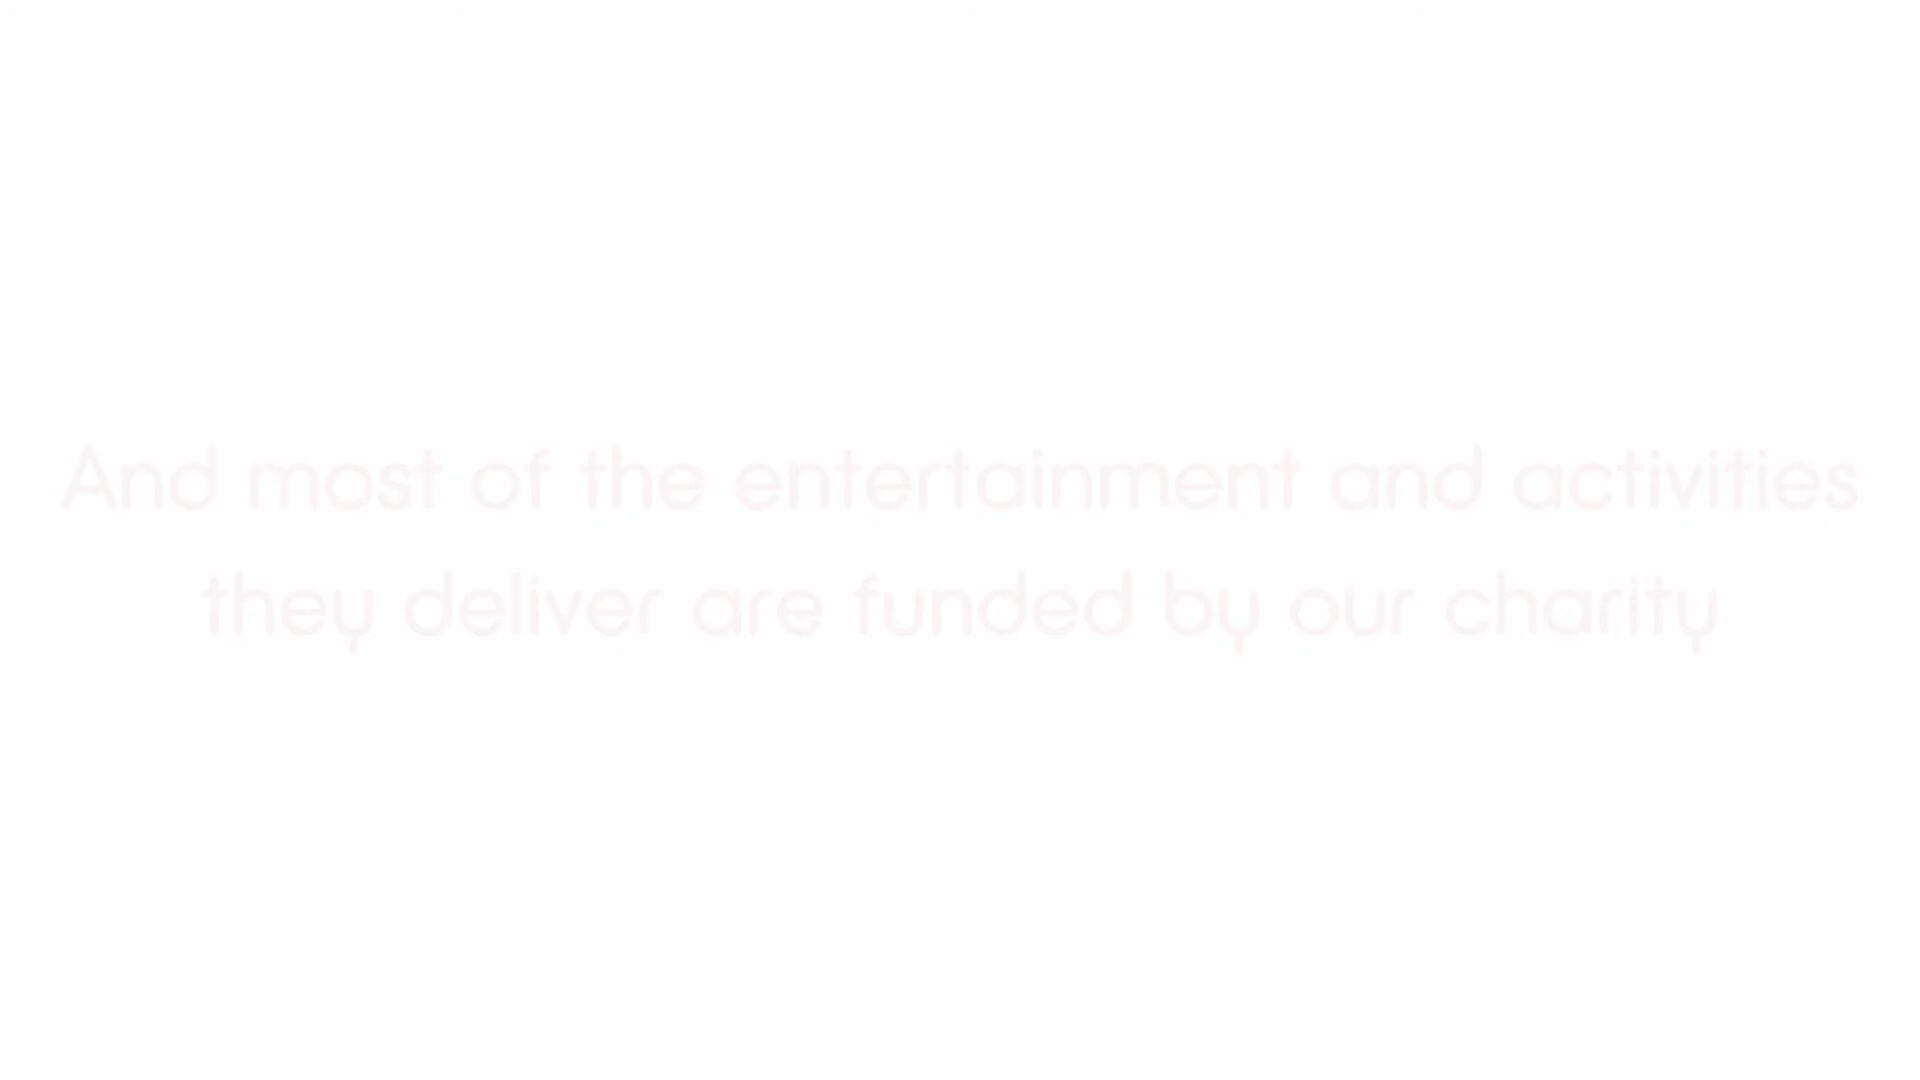 And most of the entertainment and activities
they deliver are funded by our charity